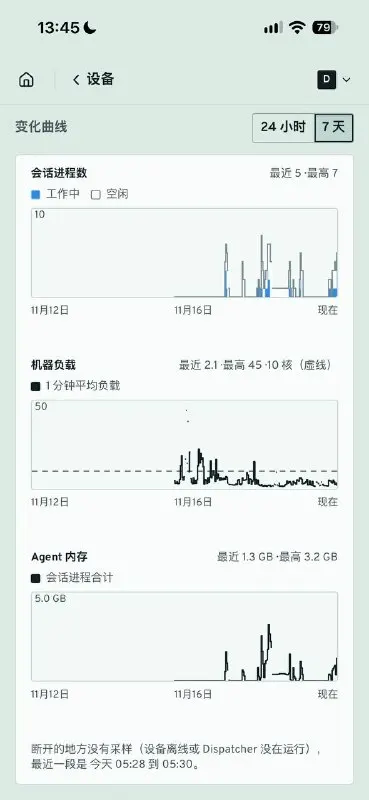 13:45
79
设备
D
变化曲线
24 小时
7 天
会话进程数
最近 5 ·最高 7
工作中
空闲
10
11月12日
11月16日
现在
机器负载
最近 2.1 ·最高 45 ·10 核（虚线）
1 分钟平均负载
50
11月12日
11月16日
现在
Agent 内存
最近 1.3 GB ·最高 3.2 GB
会话进程合计
5.0 GB
11月12日
11月16日
现在
断开的地方没有采样（设备离线或 Dispatcher 没在运行），
最近一段是 今天 05:28 到 05:30。